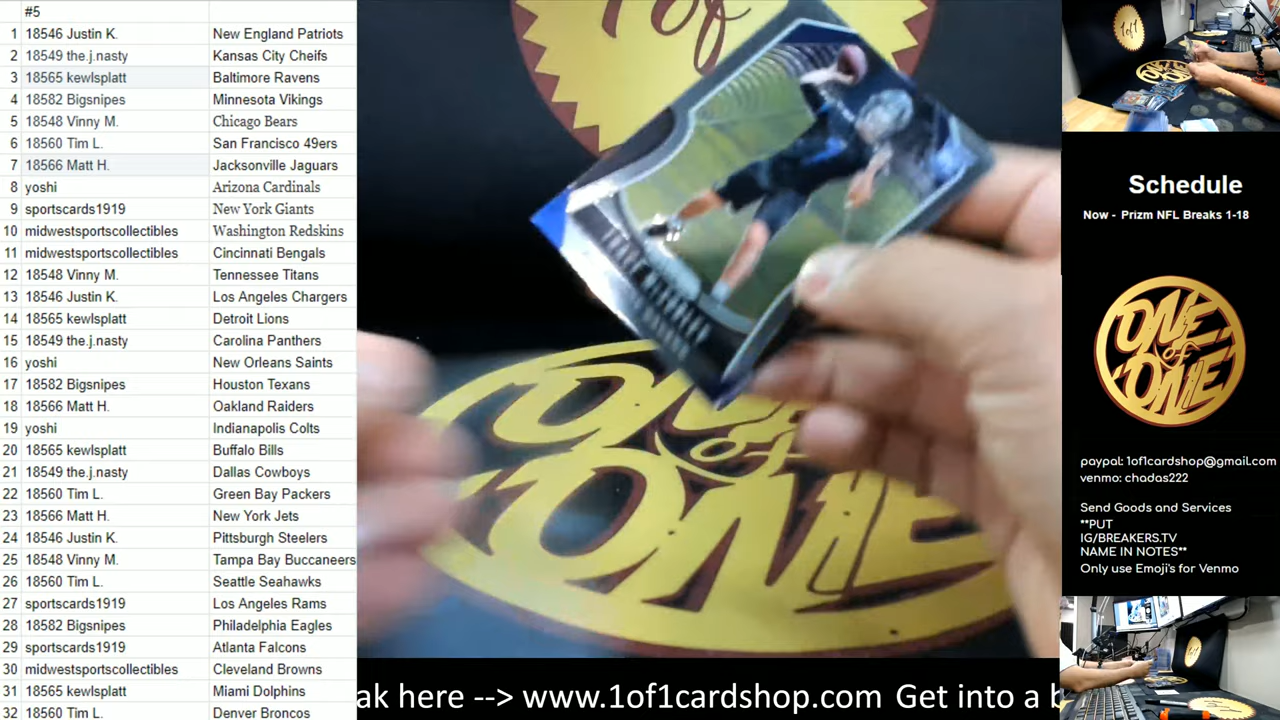 #5
1 18546 Justin K. New England Patriots
2 18549 the.j.nasty Kansas City Cheifs
3 18565 kewlsplatt Baltimore Ravens
4 18582 Bigsnipes Minnesota Vikings
5 18548 Vinny M. Chicago Bears
6 18560 Tim L. San Francisco 49ers
7 18566 Matt H. Jacksonville Jaguars
8 yoshi Arizona Cardinals
9 sportscards1919 New York Giants
10 midwestsportscollectibles Washington Redskins
11 midwestsportscollectibles Cincinnati Bengals
12 18548 Vinny M. Tennessee Titans
13 18546 Justin K. Los Angeles Chargers
14 18565 kewlsplatt Detroit Lions
15 18549 the.j.nasty Carolina Panthers
16 yoshi New Orleans Saints
17 18582 Bigsnipes Houston Texans
18 18566 Matt H. Oakland Raiders
19 yoshi Indianapolis Colts
20 18565 kewlsplatt Buffalo Bills
21 18549 the.j.nasty Dallas Cowboys
22 18560 Tim L. Green Bay Packers
23 18566 Matt H. New York Jets
24 18546 Justin K. Pittsburgh Steelers
25 18548 Vinny M. Tampa Bay Buccaneers
26 18560 Tim L. Seattle Seahawks
27 sportscards1919 Los Angeles Rams
28 18582 Bigsnipes Philadelphia Eagles
29 sportscards1919 Atlanta Falcons
30 midwestsportscollectibles Cleveland Browns
31 18565 kewlsplatt Miami Dolphins
32 18560 Tim L. Denver Broncos
1of1
ONE
of
ONE
ak here --> www.1of1cardshop.com Get into a b
1of1
Schedule
Now - Prizm NFL Breaks 1-18
ONE
of
ONE
paypal: 1of1cardshop@gmail.com
venmo: chadas222
Send Goods and Services
**PUT
IG/BREAKERS.TV
NAME IN NOTES**
Only use Emoji's for Venmo